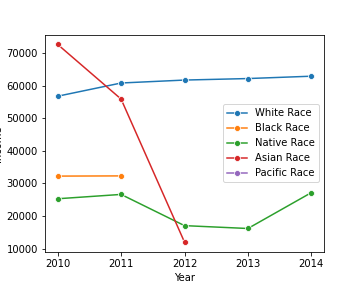 70000
60000
50000
40000
30000
20000
10000
2010 2011 2012 2013 2014
Year
White Race
Black Race
Native Race
Asian Race
Pacific Race